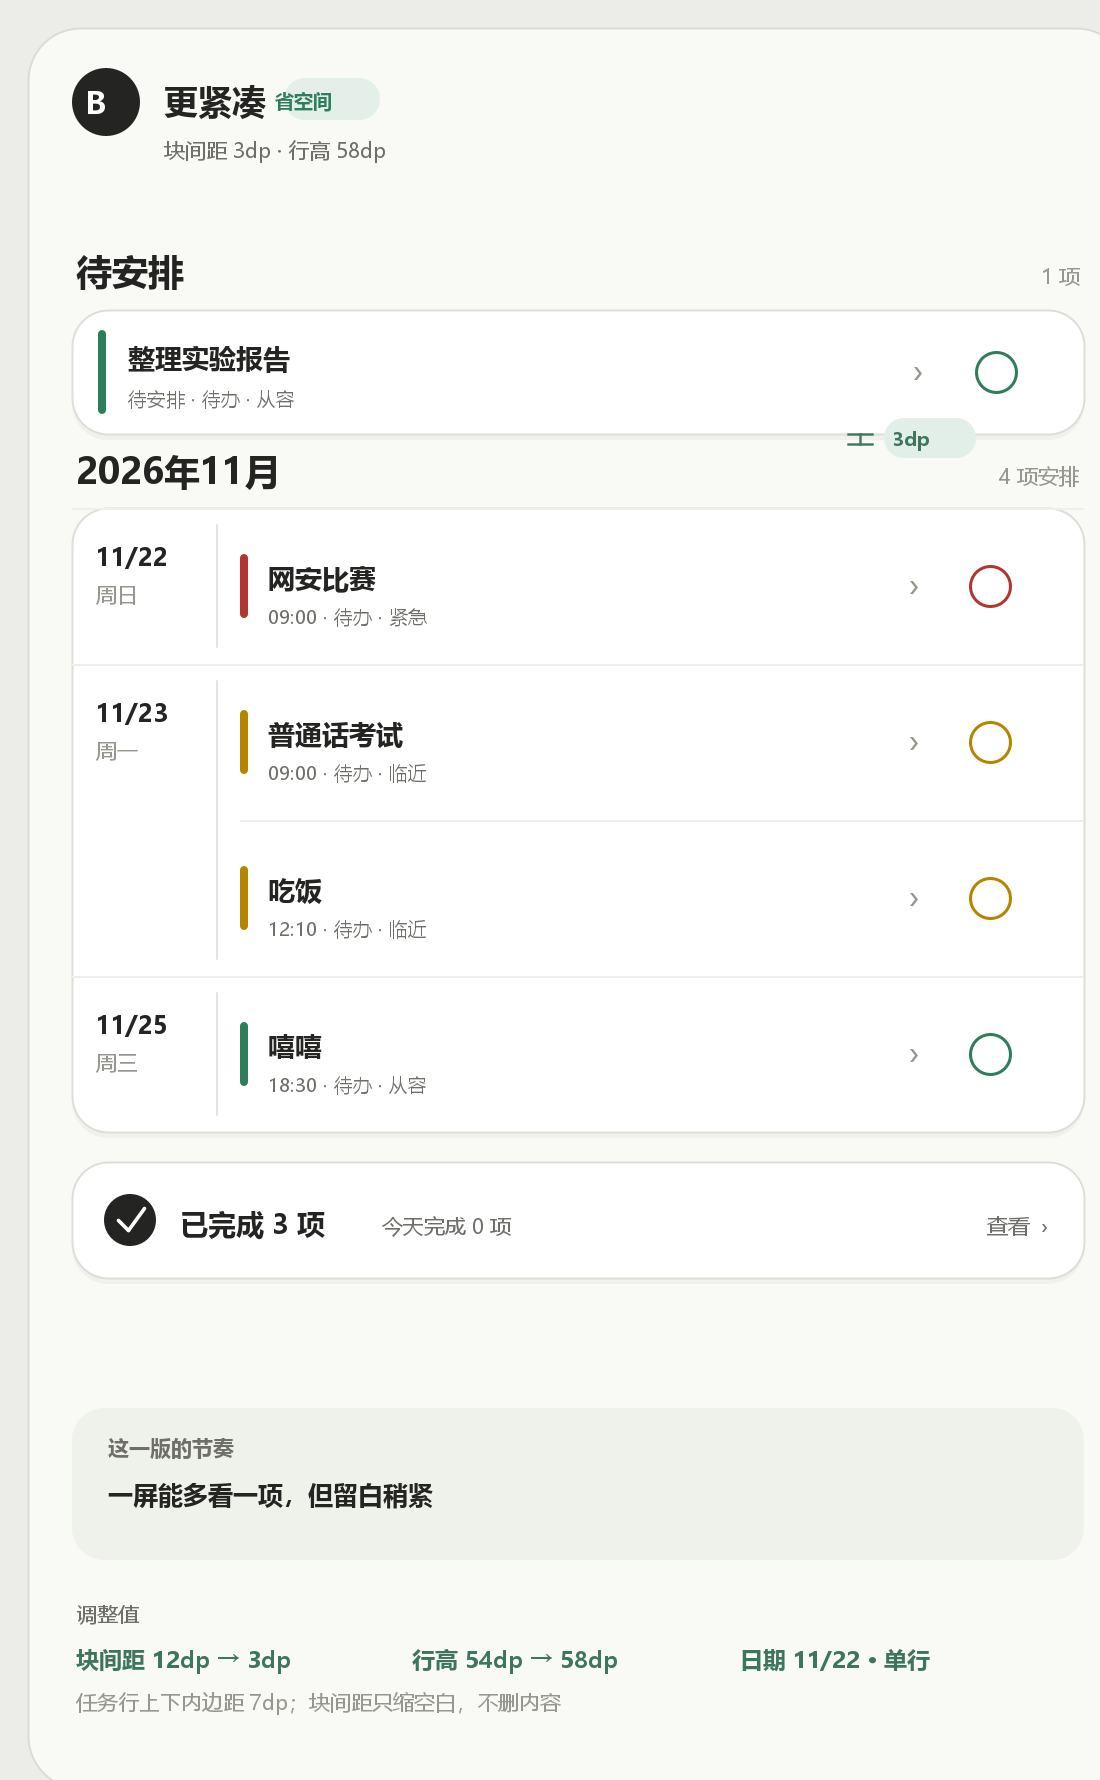 B 更紧凑 省空间
块间距 3dp · 行高 58dp
待安排 1 项
整理实验报告 ›
待安排 · 待办 · 从容
3dp
2026年11月 4 项安排
11/22
周日
网安比赛 ›
09:00 · 待办 · 紧急
11/23
周一
普通话考试 ›
09:00 · 待办 · 临近
吃饭 ›
12:10 · 待办 · 临近
11/25
周三
嘻嘻 ›
18:30 · 待办 · 从容
已完成 3 项 今天完成 0 项 查看 ›
这一版的节奏
一屏能多看一项，但留白稍紧
调整值
块间距 12dp → 3dp 行高 54dp → 58dp 日期 11/22 • 单行
任务行上下内边距 7dp；块间距只缩空白，不删内容